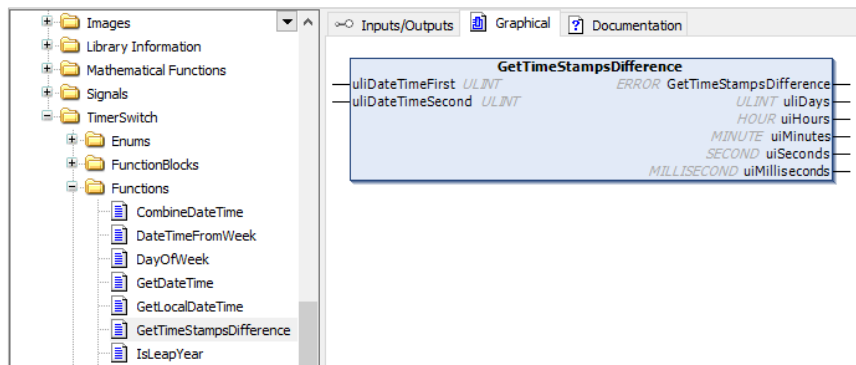 Images
Library Information
Mathematical Functions
Signals
TimerSwitch
Enums
FunctionBlocks
Functions
CombineDateTime
DateTimeFromWeek
DayOfWeek
GetDateTime
GetLocalDateTime
GetTimeStampsDifference
IsLeapYear
Inputs/Outputs Graphical Documentation
GetTimeStampsDifference
uliDateTimeFirst ULINT ERROR GetTimeStampsDifference
uliDateTimeSecond ULINT ULINT uliDays
HOUR uiHours
MINUTE uiMinutes
SECOND uiSeconds
MILLISECOND uiMilliseconds